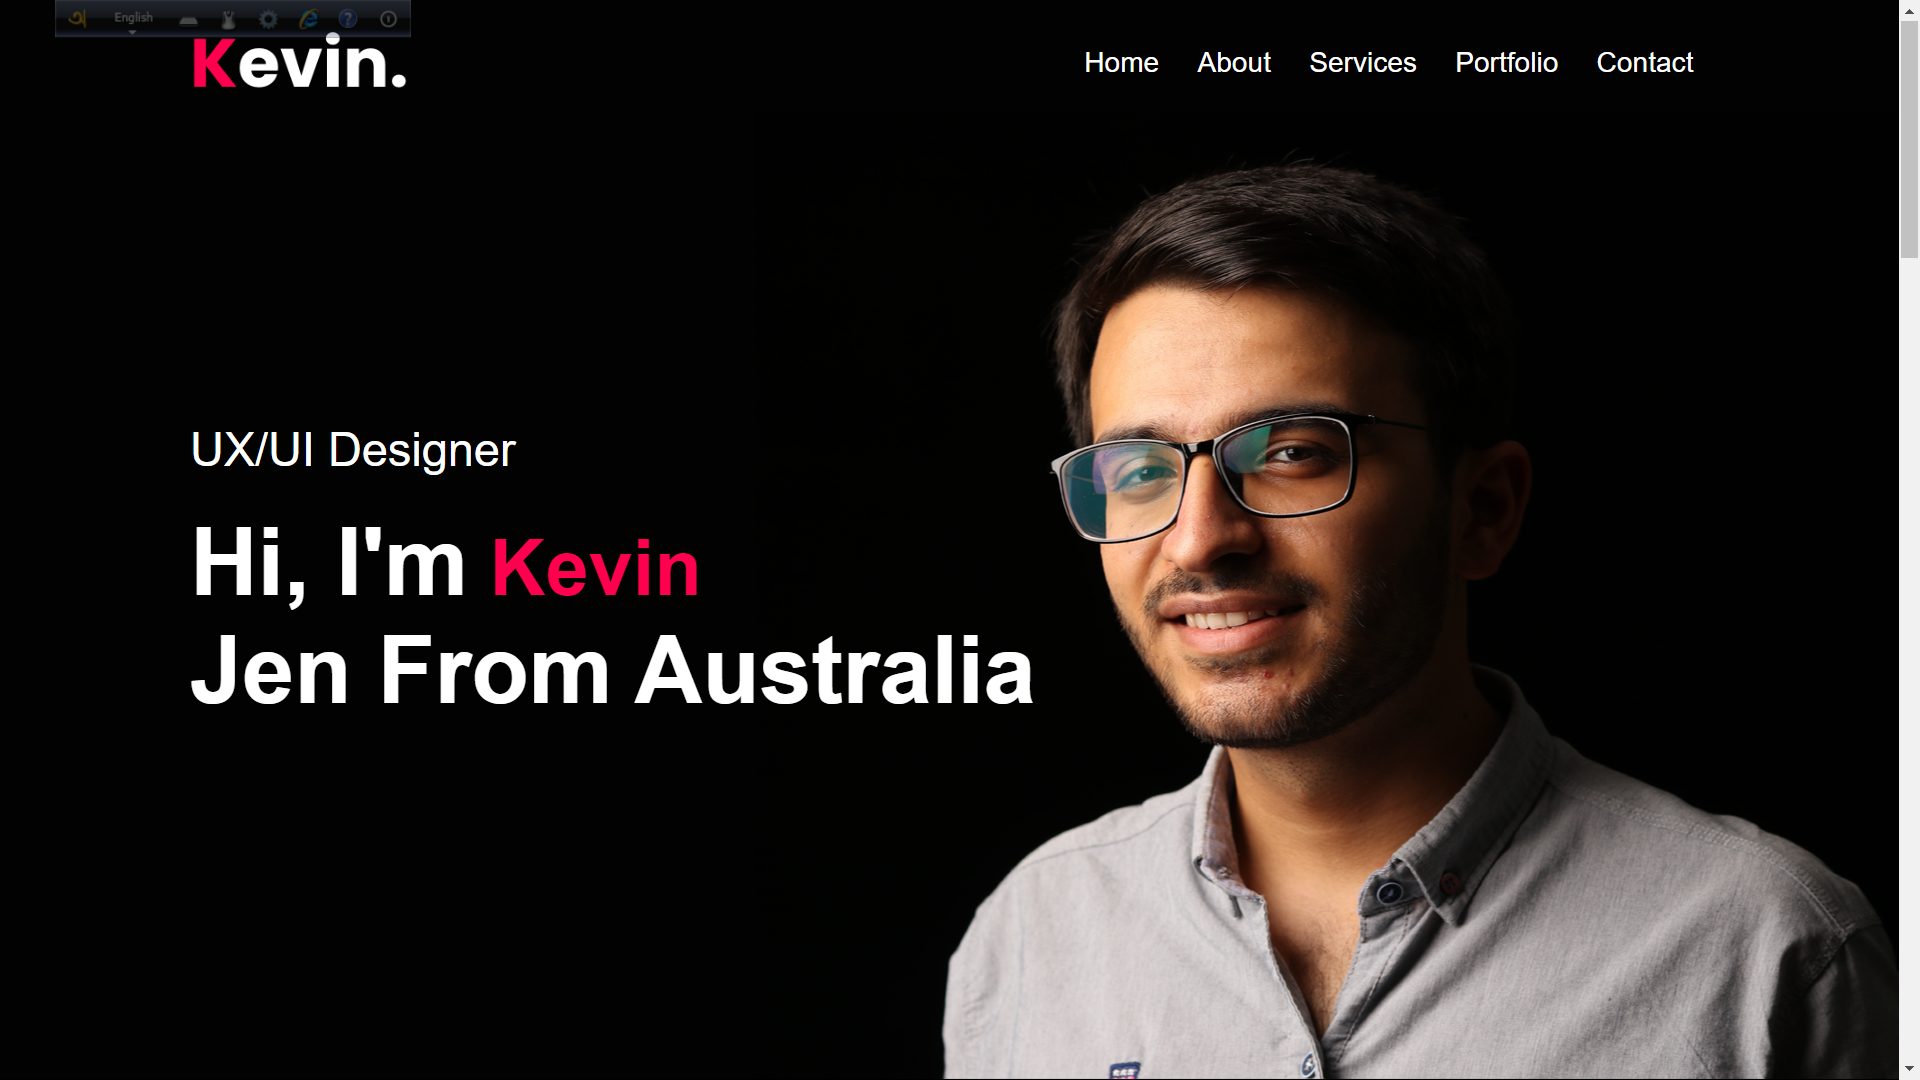 অ English
Kevin.
Home About Services Portfolio Contact
UX/UI Designer
Hi, I'm Kevin
Jen From Australia